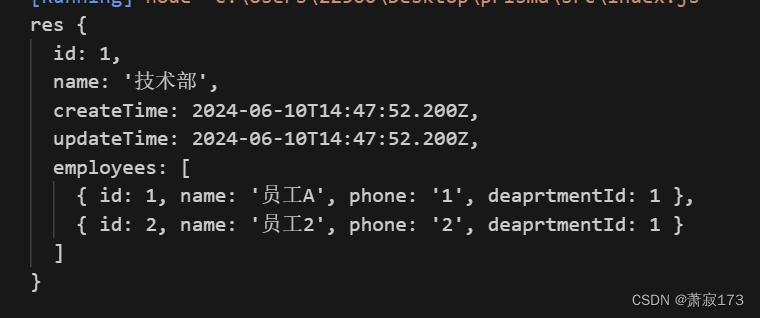 res {
id: 1,
name: '技术部',
createTime: 2024-06-10T14:47:52.200Z,
updateTime: 2024-06-10T14:47:52.200Z,
employees: [
{ id: 1, name: '员工A', phone: '1', deaprtmentId: 1 },
{ id: 2, name: '员工2', phone: '2', deaprtmentId: 1 }
]
}
CSDN @萧寂173